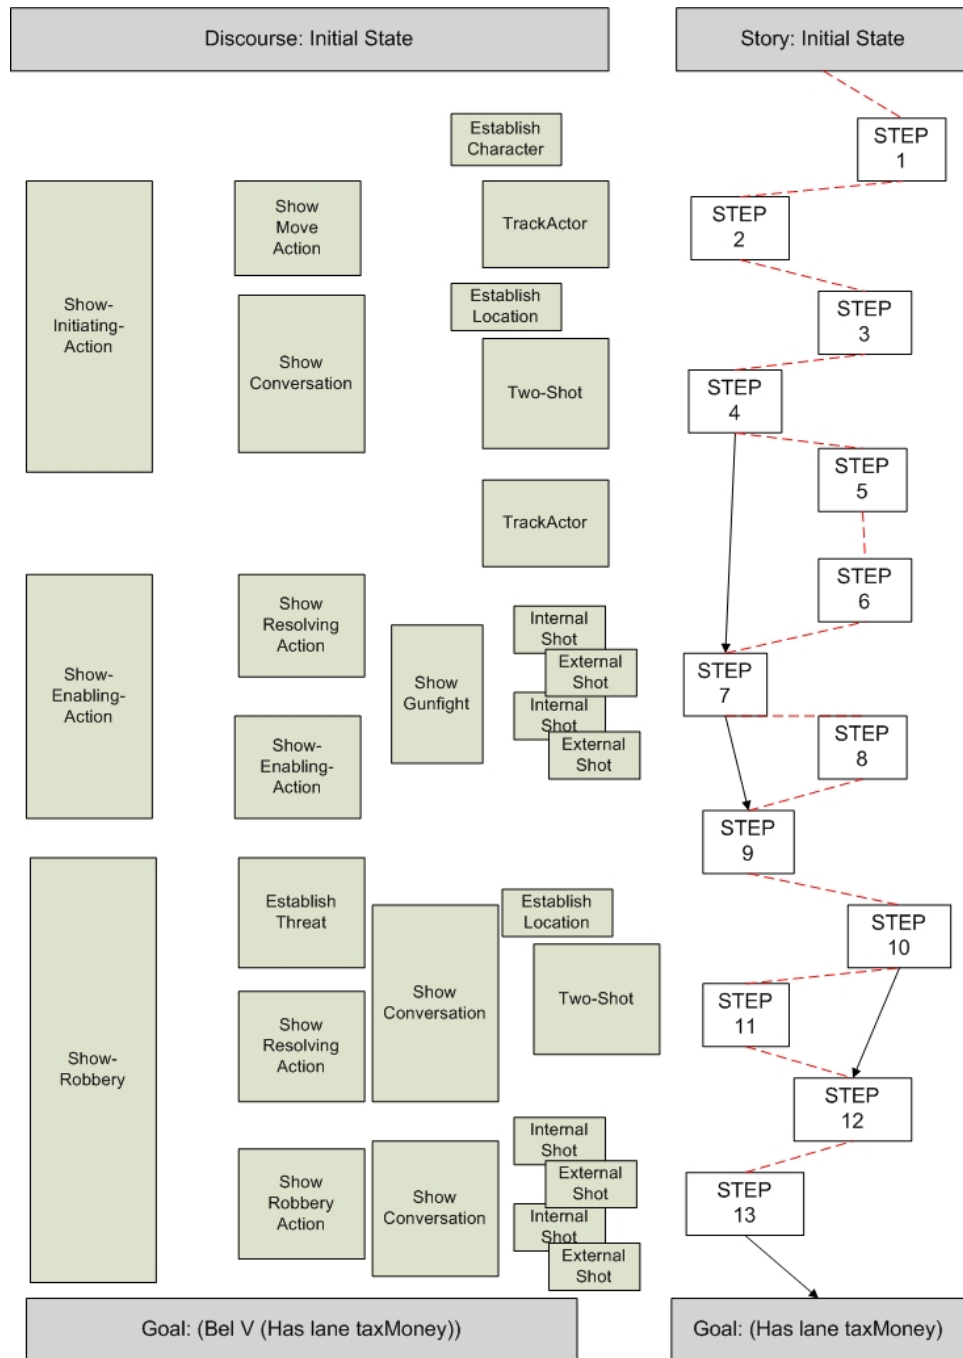 Discourse: Initial State
Story: Initial State
Establish
Character
STEP
1
Show
Move
Action
TrackActor
STEP
2
Show-
Initiating-
Action
Establish
Location
STEP
3
Show
Conversation
Two-Shot
STEP
4
TrackActor
STEP
5
Show-
Enabling-
Action
Show
Resolving
Action
Show
Gunfight
Internal
Shot
External
Shot
Internal
Shot
External
Shot
STEP
6
STEP
7
Show-
Enabling-
Action
STEP
8
STEP
9
Show-
Robbery
Establish
Threat
Show
Conversation
Establish
Location
Two-Shot
STEP
10
Show
Resolving
Action
STEP
11
STEP
12
Show
Robbery
Action
Show
Conversation
Internal
Shot
External
Shot
Internal
Shot
External
Shot
STEP
13
Goal: (Bel V (Has lane taxMoney))
Goal: (Has lane taxMoney)